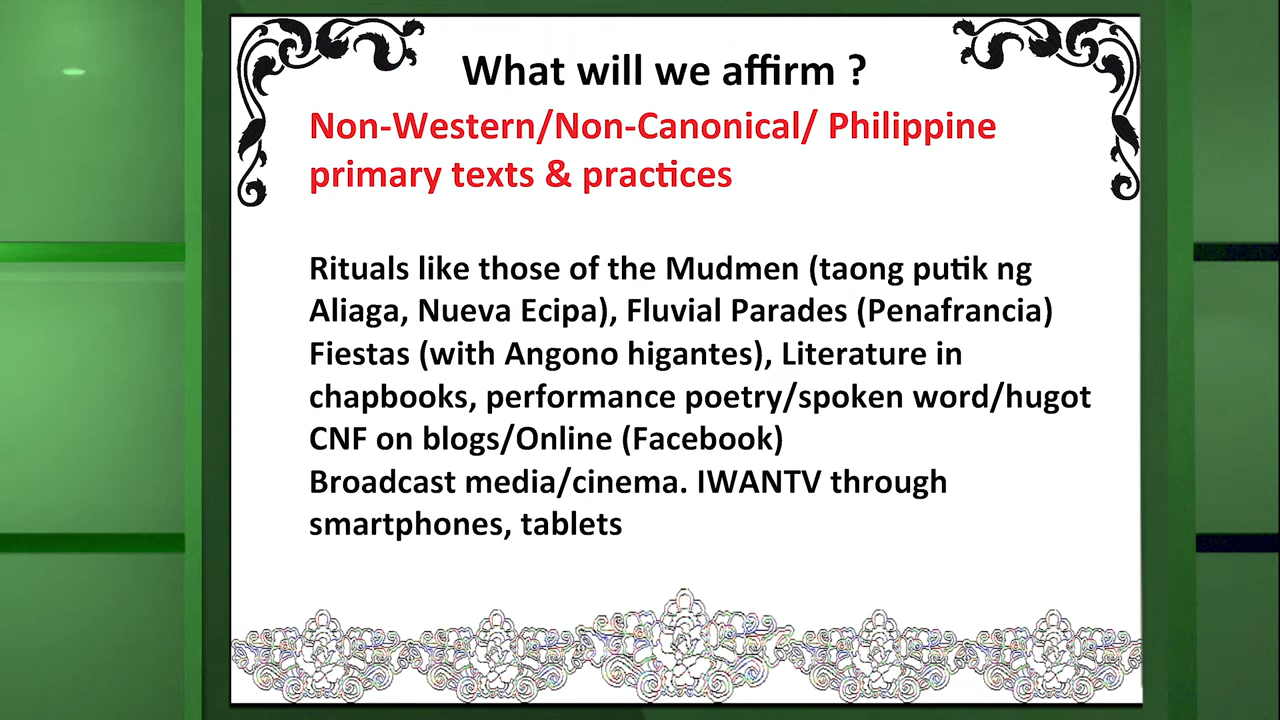 What will we affirm ?
Non-Western/Non-Canonical/ Philippine
primary texts & practices
Rituals like those of the Mudmen (taong putik ng
Aliaga, Nueva Ecipa), Fluvial Parades (Penafrancia)
Fiestas (with Angono higantes), Literature in
chapbooks, performance poetry/spoken word/hugot
CNF on blogs/Online (Facebook)
Broadcast media/cinema. IWANTV through
smartphones, tablets